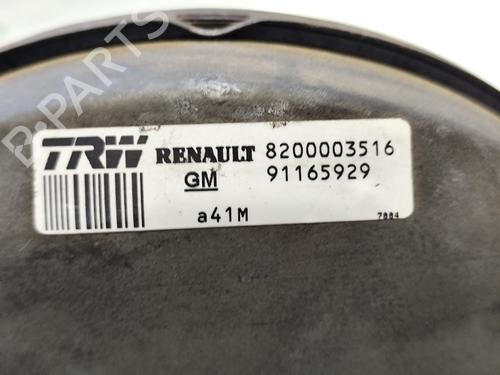 B-PARTS
TRW RENAULT 8200003516
GM 91165929
a41M 7884